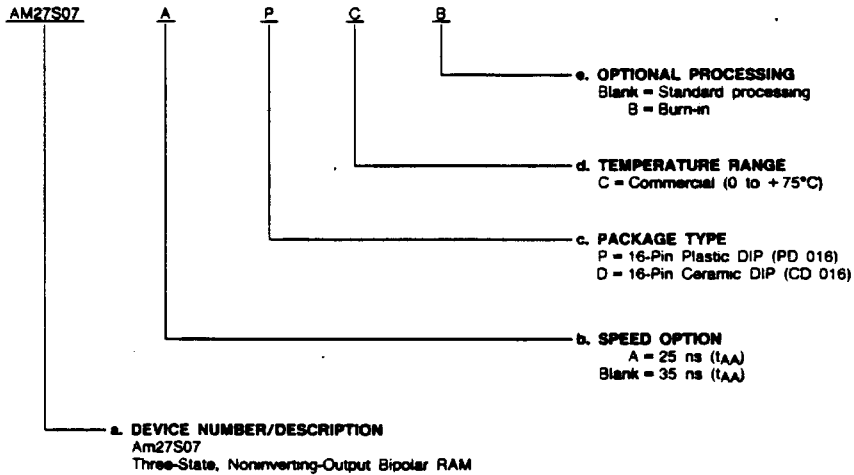 AM27S07 A P C B
e. OPTIONAL PROCESSING
Blank = Standard processing
B = Burn-in
d. TEMPERATURE RANGE
C = Commercial (0 to +75°C)
c. PACKAGE TYPE
P = 16-Pin Plastic DIP (PD 016)
D = 16-Pin Ceramic DIP (CD 016)
b. SPEED OPTION
A = 25 ns (tAA)
Blank = 35 ns (tAA)
a. DEVICE NUMBER/DESCRIPTION
Am27S07
Three-State, Noninverting-Output Bipolar RAM